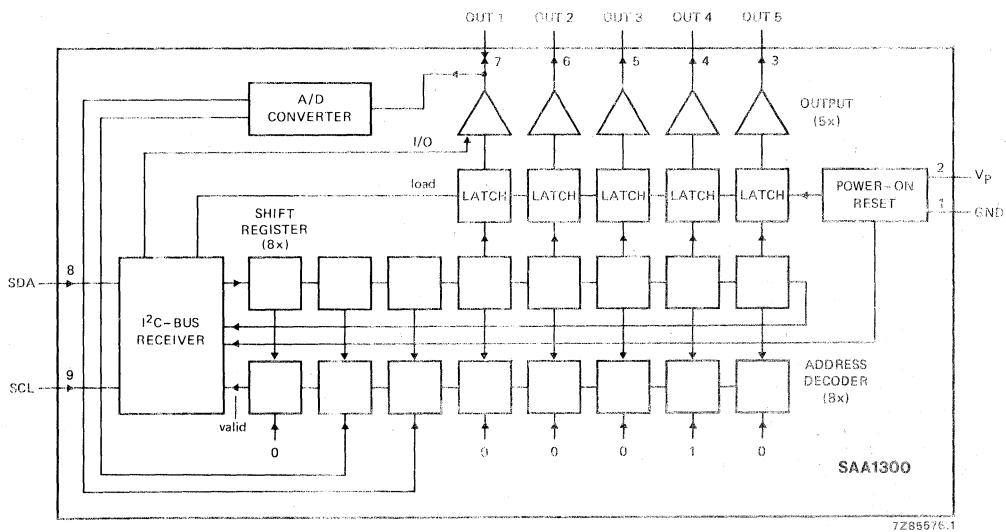 OUT 1 OUT 2 OUT 3 OUT 4 OUT 5
7 6 5 4 3
A/D
CONVERTER
OUTPUT
(5x)
I/O
load
LATCH LATCH LATCH LATCH LATCH
POWER-ON
RESET
2 VP
1 GND
SHIFT
REGISTER
(8x)
SDA 8
I²C-BUS
RECEIVER
SCL 9
ADDRESS
DECODER
(8x)
valid
0 0 0 0 1 0
SAA1300
7Z85576.1